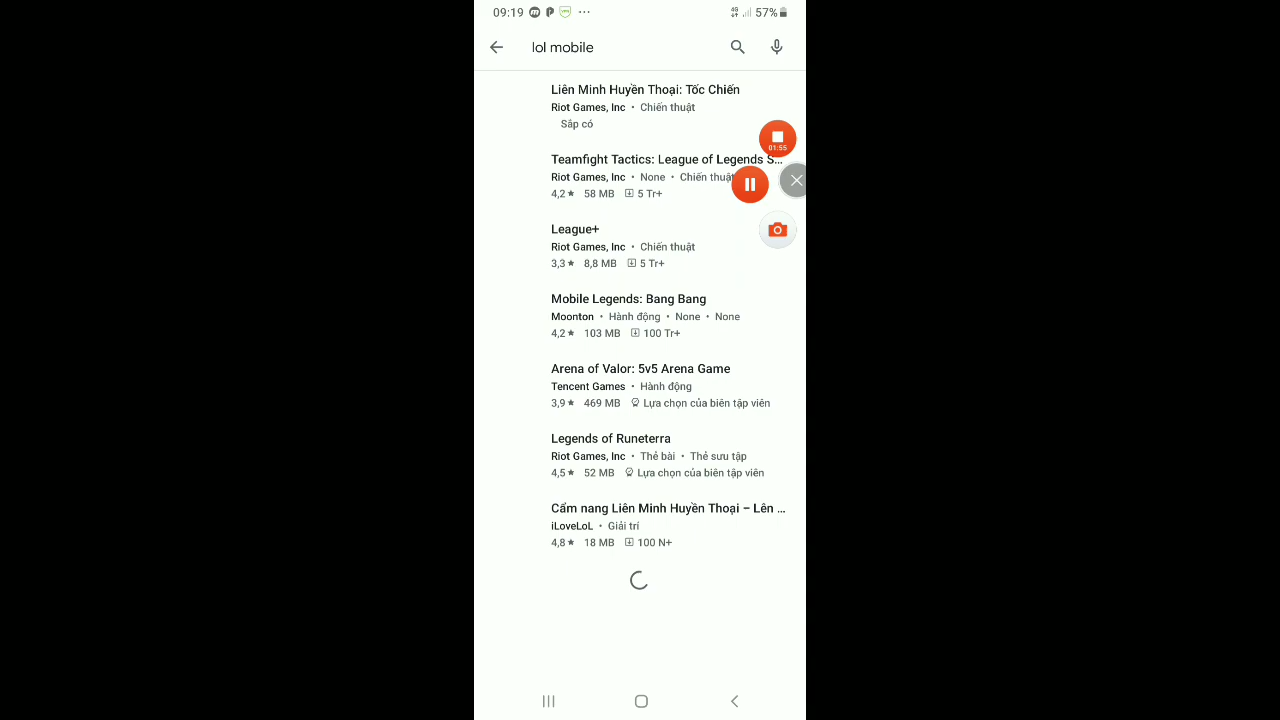 09:19 VPN ... 4G 57%
lol mobile
Liên Minh Huyền Thoại: Tốc Chiến
Riot Games, Inc • Chiến thuật
Sắp có
01:55
Teamfight Tactics: League of Legends S...
Riot Games, Inc • None • Chiến thuật
4,2 ★ 58 MB 5 Tr+
League+
Riot Games, Inc • Chiến thuật
3,3 ★ 8,8 MB 5 Tr+
Mobile Legends: Bang Bang
Moonton • Hành động • None • None
4,2 ★ 103 MB 100 Tr+
Arena of Valor: 5v5 Arena Game
Tencent Games • Hành động
3,9 ★ 469 MB Lựa chọn của biên tập viên
Legends of Runeterra
Riot Games, Inc • Thẻ bài • Thẻ sưu tập
4,5 ★ 52 MB Lựa chọn của biên tập viên
Cẩm nang Liên Minh Huyền Thoại – Lên ...
iLoveLoL • Giải trí
4,8 ★ 18 MB 100 N+